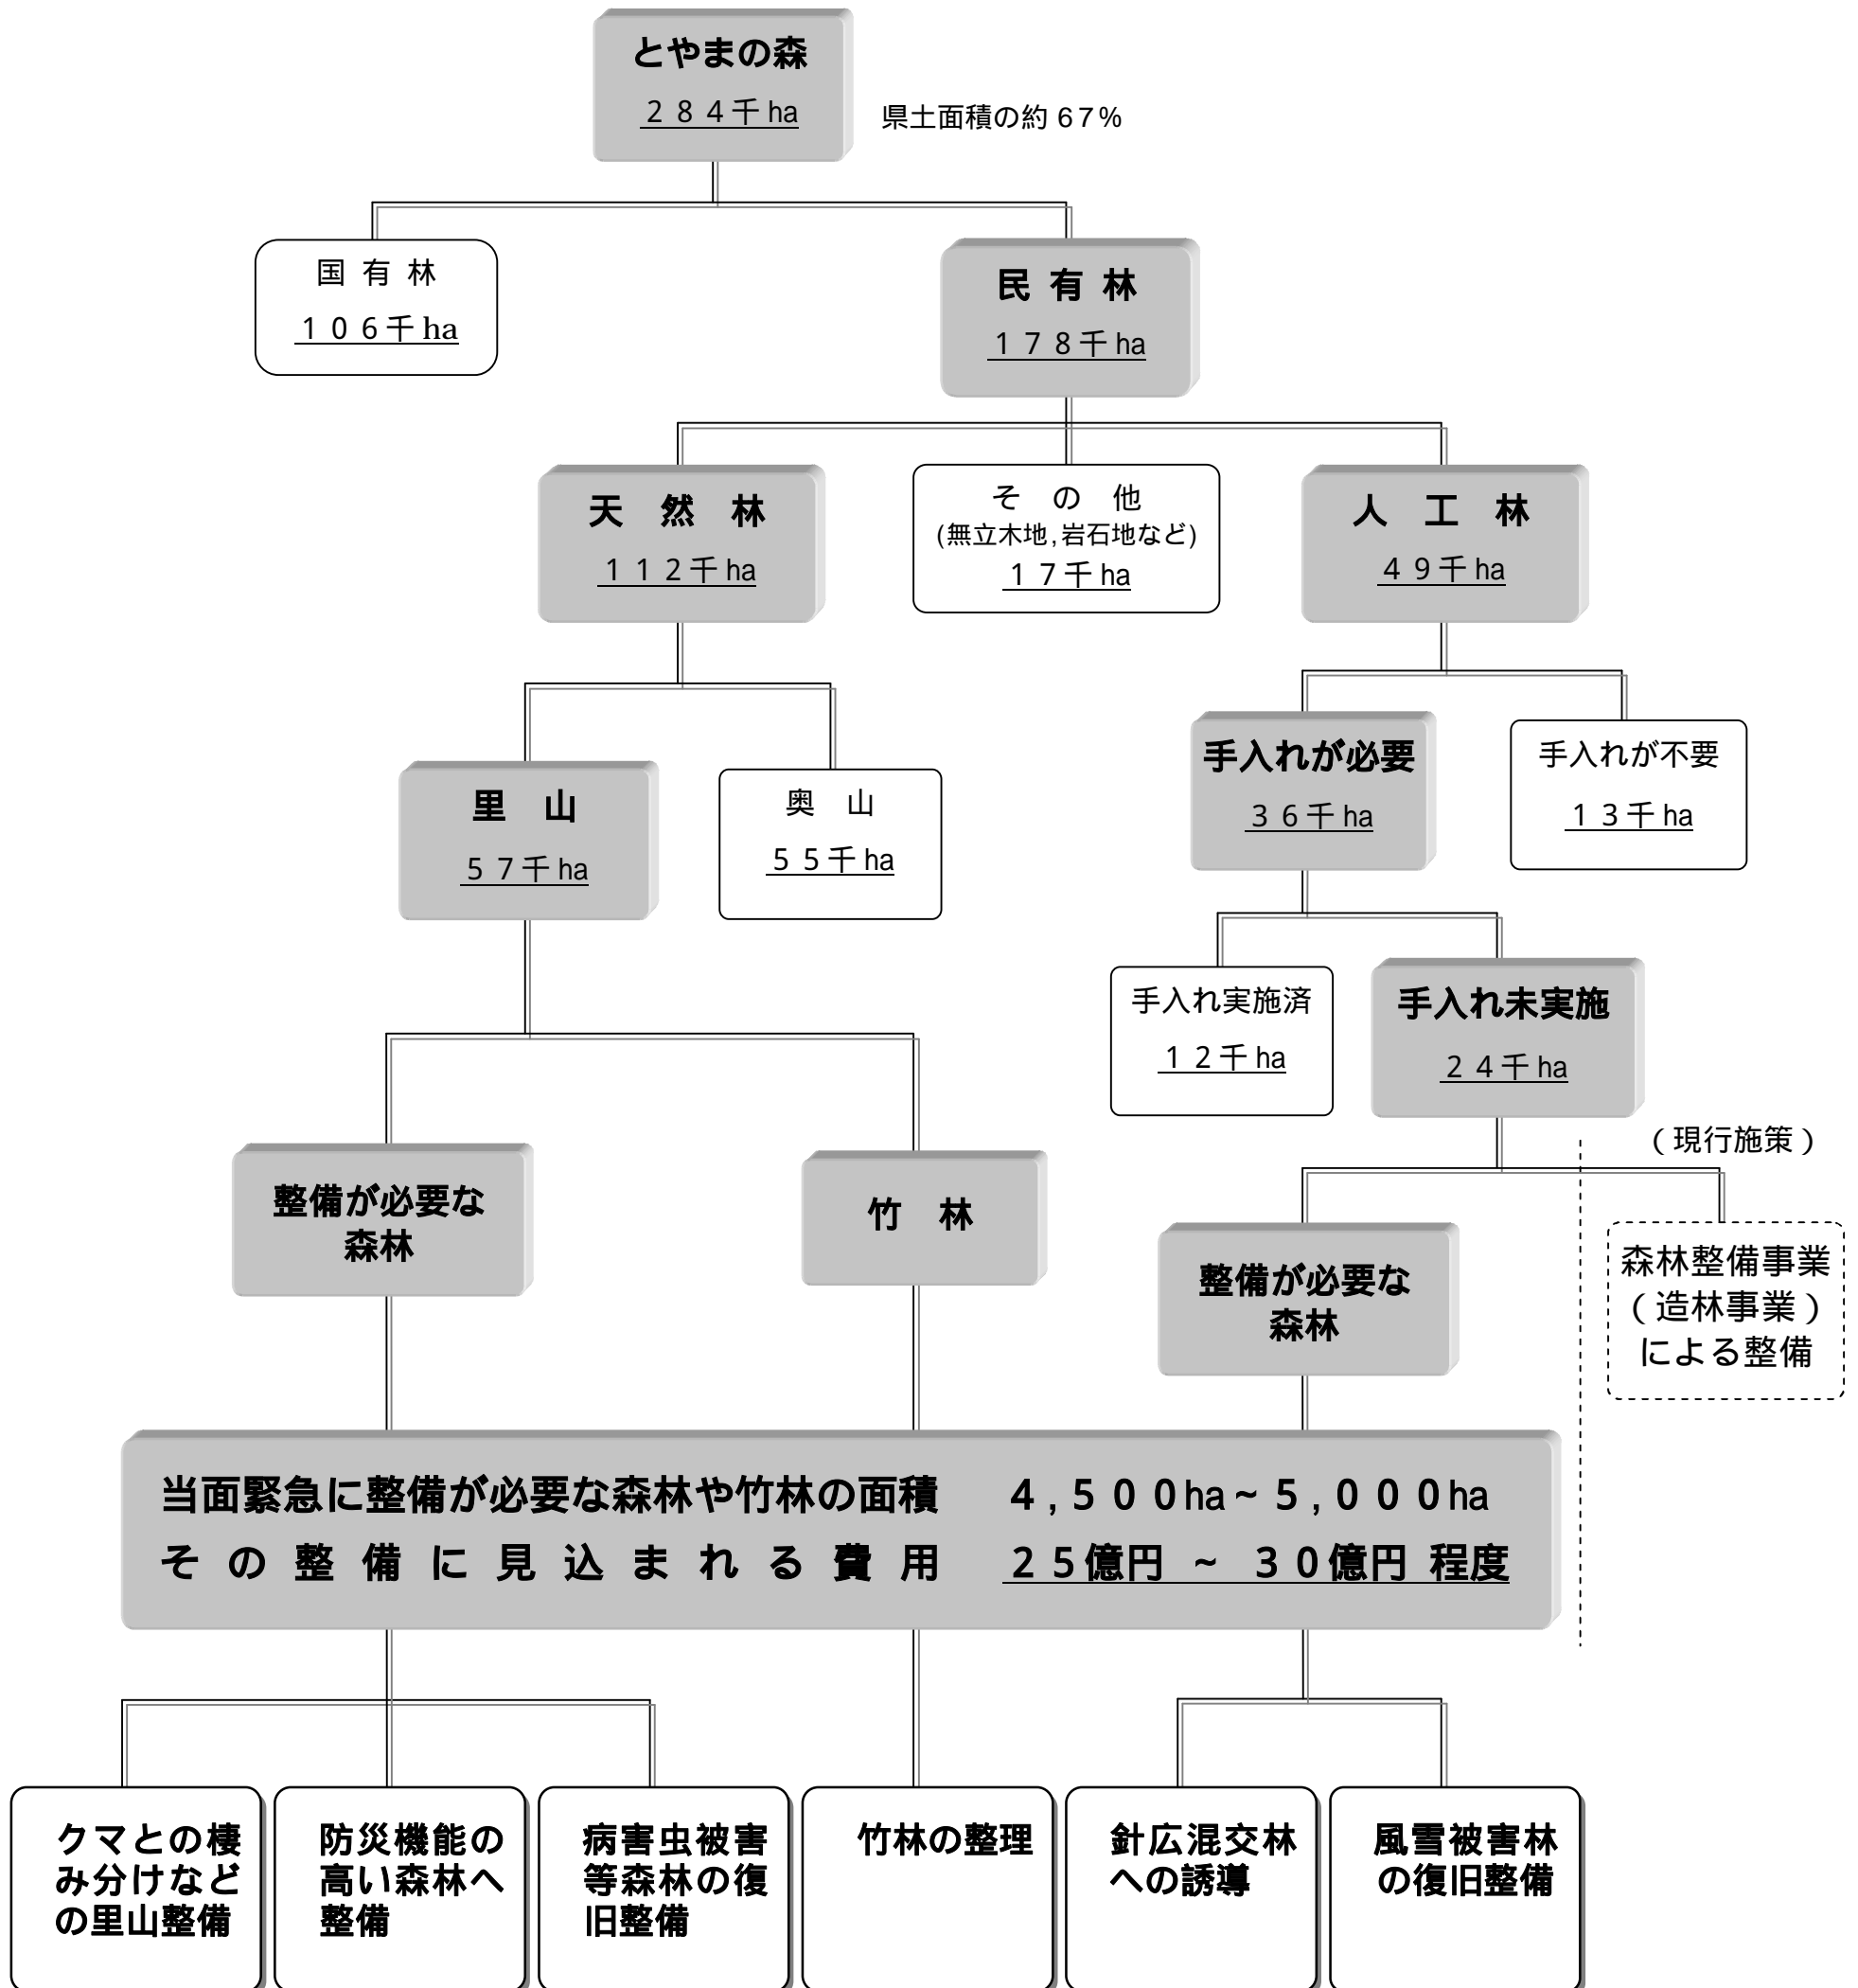 とやまの森
２８４千ha
県土面積の約67%
国有林
１０６千ha
民有林
１７８千ha
天然林
１１２千ha
その他
(無立木地,岩石地など)
１７千ha
人工林
４９千ha
里山
５７千ha
奥山
５５千ha
手入れが必要
３６千ha
手入れが不要
１３千ha
手入れ実施済
１２千ha
手入れ未実施
２４千ha
（現行施策）
整備が必要な
森林
竹林
整備が必要な
森林
森林整備事業
（造林事業）
による整備
当面緊急に整備が必要な森林や竹林の面積　４,５００ha～５,０００ha
その整備に見込まれる費用　２５億円 ～ ３０億円 程度
クマとの棲
み分けなど
の里山整備
防災機能の
高い森林へ
整備
病害虫被害
等森林の復
旧整備
竹林の整理
針広混交林
への誘導
風雪被害林
の復旧整備